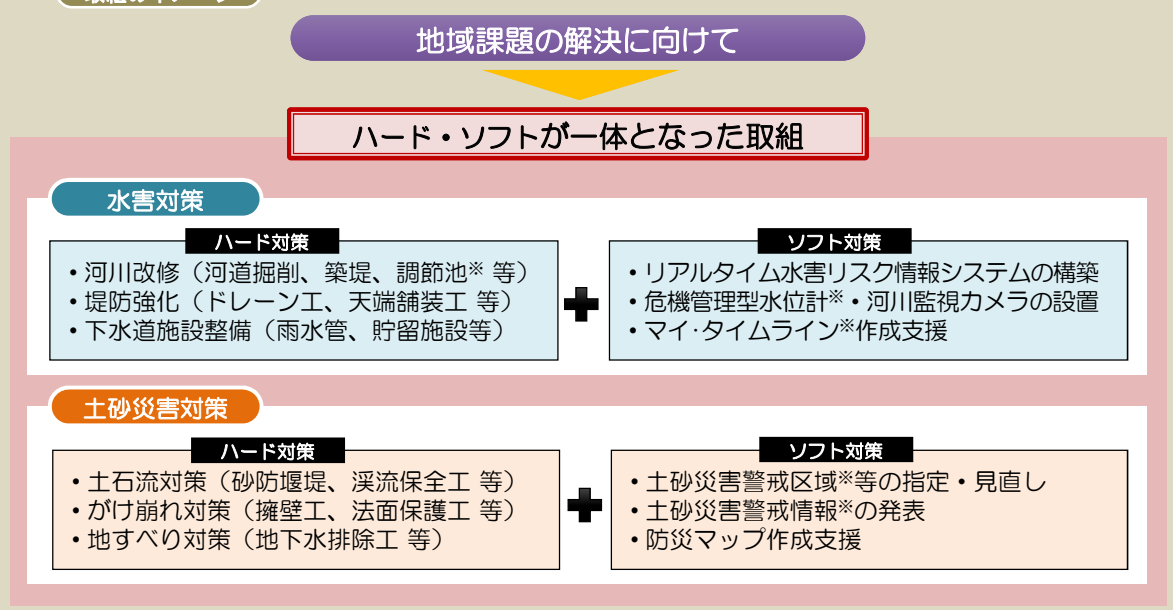 地域課題の解決に向けて
ハード・ソフトが一体となった取組
水害対策
ハード対策
・河川改修（河道掘削、築堤、調節池※ 等）
・堤防強化（ドレーン工、天端舗装工 等）
・下水道施設整備（雨水管、貯留施設等）
ソフト対策
・リアルタイム水害リスク情報システムの構築
・危機管理型水位計※・河川監視カメラの設置
・マイ・タイムライン※作成支援
土砂災害対策
ハード対策
・土石流対策（砂防堰堤、渓流保全工 等）
・がけ崩れ対策（擁壁工、法面保護工 等）
・地すべり対策（地下水排除工 等）
ソフト対策
・土砂災害警戒区域※等の指定・見直し
・土砂災害警戒情報※の発表
・防災マップ作成支援